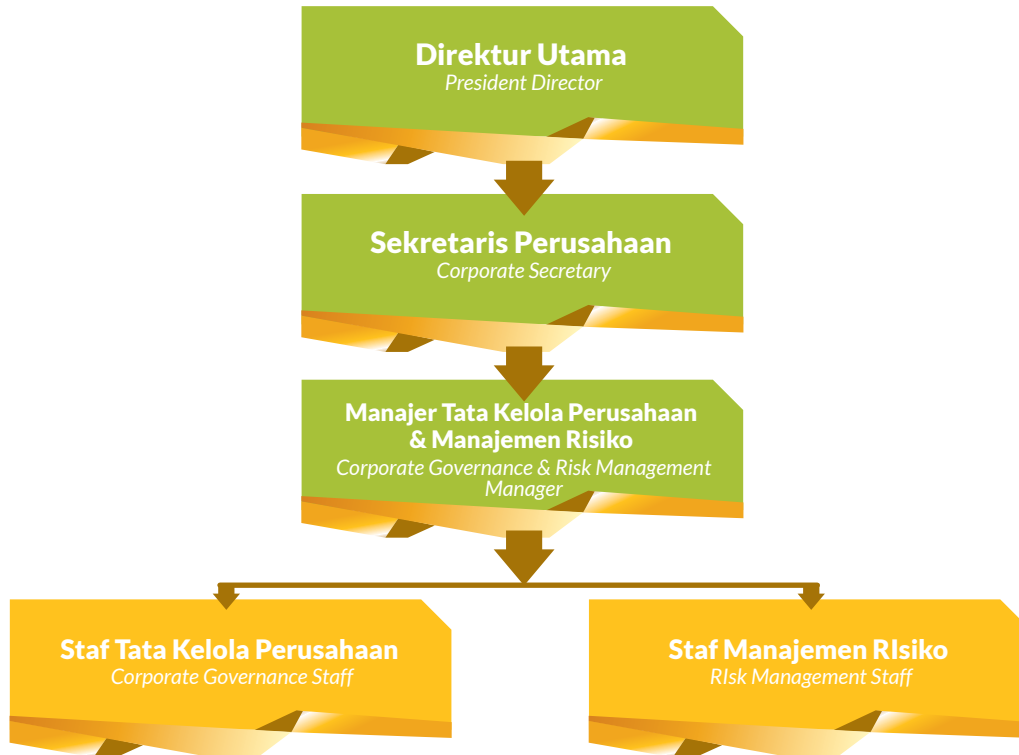 Direktur Utama
President Director
Sekretaris Perusahaan
Corporate Secretary
Manajer Tata Kelola Perusahaan
& Manajemen Risiko
Corporate Governance & Risk Management
Manager
Staf Tata Kelola Perusahaan
Corporate Governance Staff
Staf Manajemen RIsiko
RIsk Management Staff